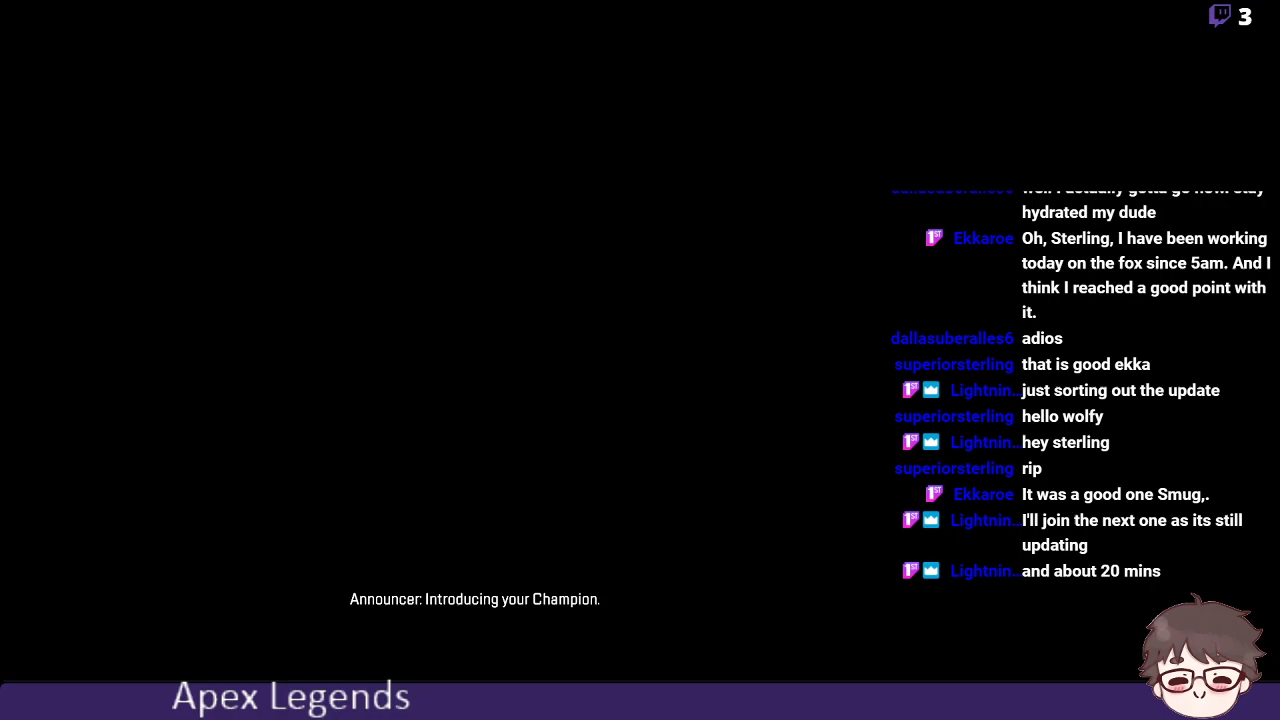 3
hydrated my dude
Ekkaroe Oh, Sterling, I have been working
today on the fox since 5am. And I
think I reached a good point with
it.
dallasuberalles6 adios
superiorsterling that is good ekka
Lightnin... just sorting out the update
superiorsterling hello wolfy
Lightnin... hey sterling
superiorsterling rip
Ekkaroe It was a good one Smug,.
Lightnin... I'll join the next one as its still
updating
Lightnin... and about 20 mins
Announcer: Introducing your Champion.
Apex Legends